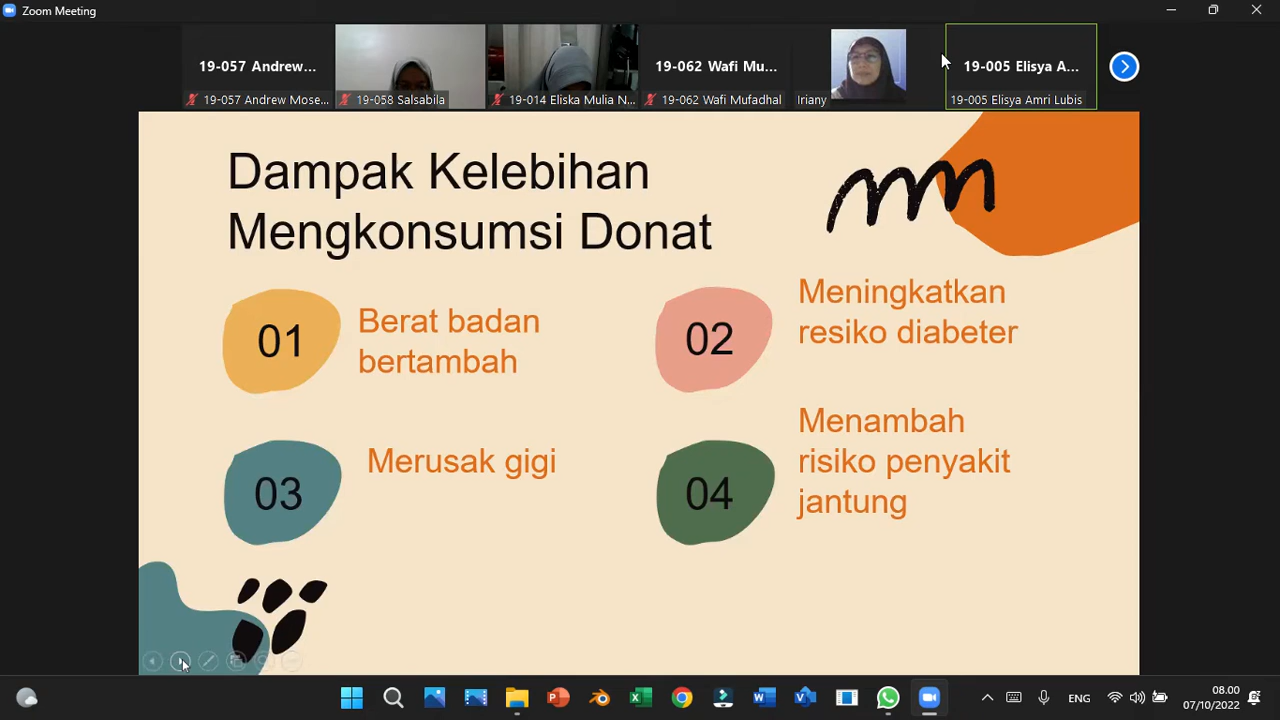 Zoom Meeting
19-057 Andrew...
19-062 Wafi Mu...
19-005 Elisya A...
19-057 Andrew Mose...
19-058 Salsabila
19-014 Eliska Mulia N...
19-062 Wafi Mufadhal
Iriany
19-005 Elisya Amri Lubis
Dampak Kelebihan
Mengkonsumsi Donat
01
Berat badan
bertambah
02
Meningkatkan
resiko diabeter
03
Merusak gigi
04
Menambah
risiko penyakit
jantung
ENG
08.00
07/10/2022